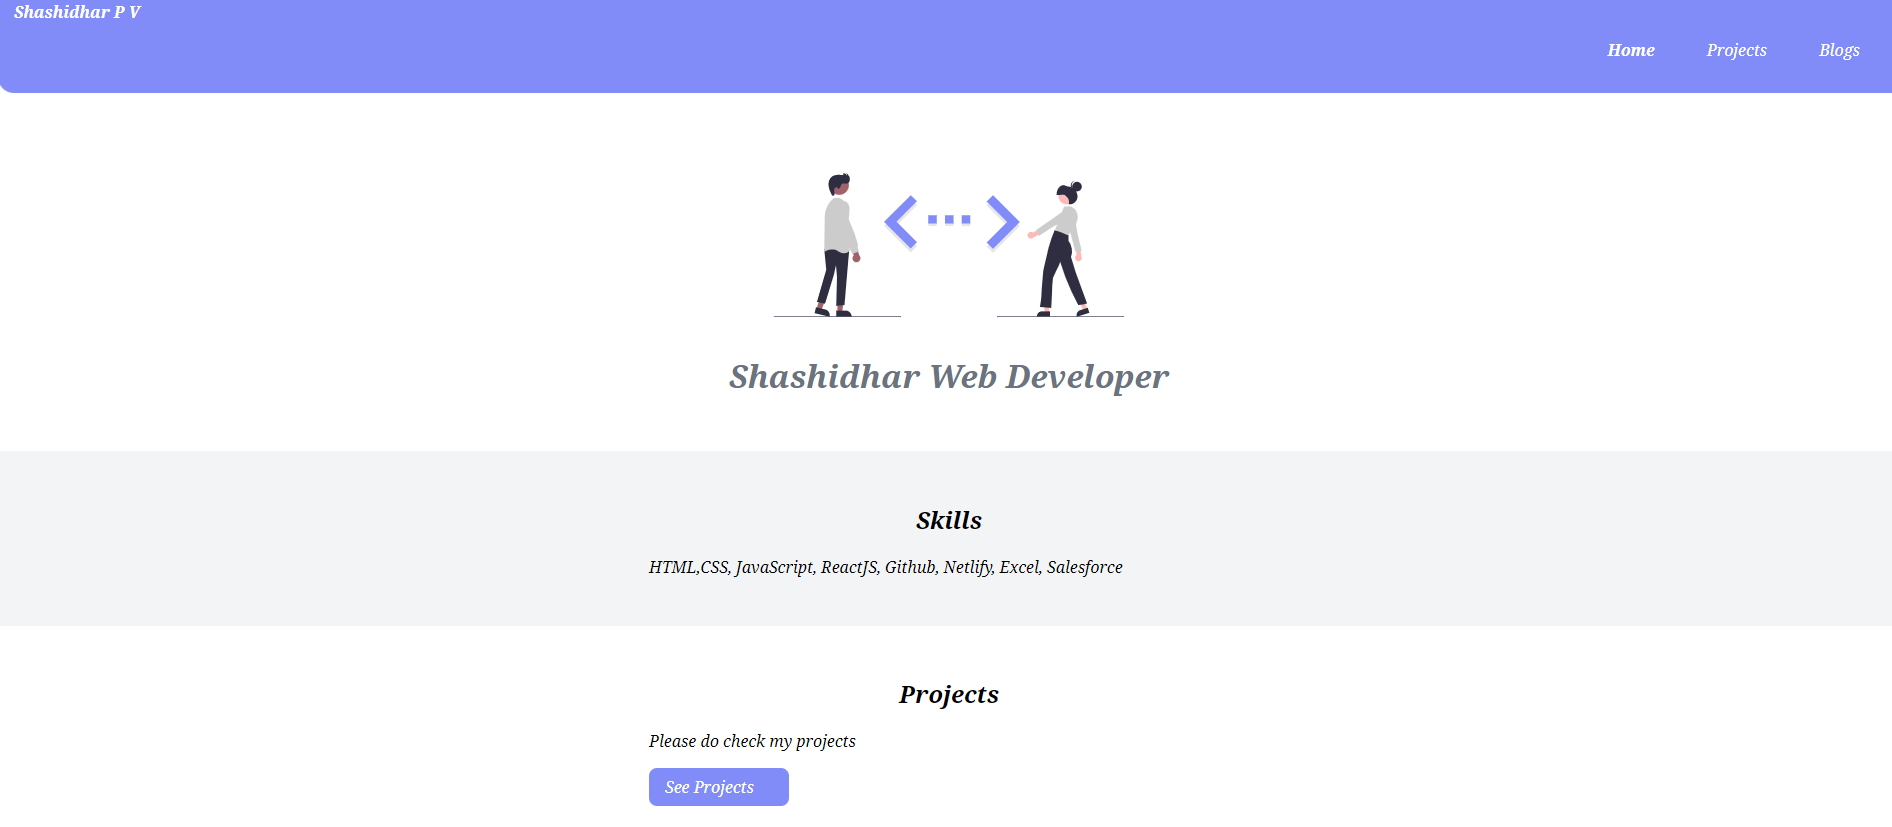 Shashidhar P V
Home Projects Blogs
Shashidhar Web Developer
Skills
HTML,CSS, JavaScript, ReactJS, Github, Netlify, Excel, Salesforce
Projects
Please do check my projects
See Projects